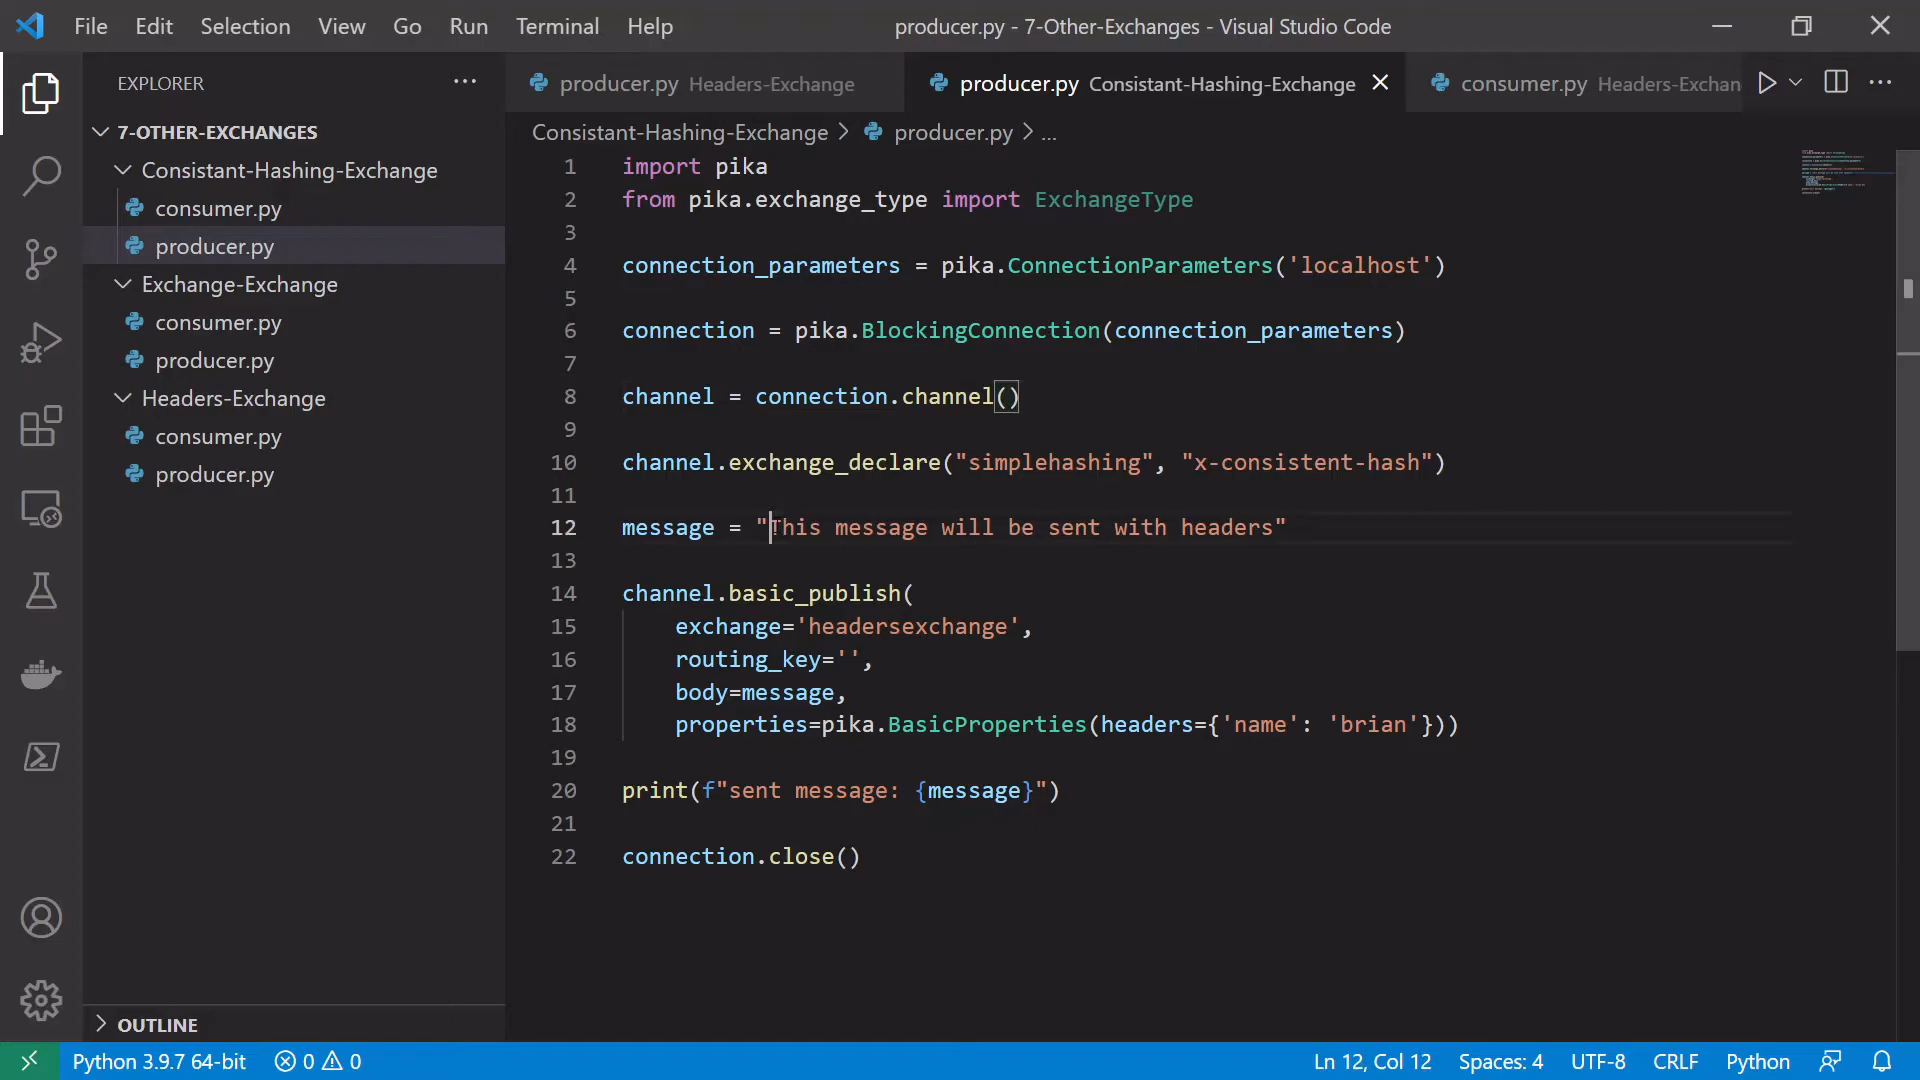 File Edit Selection View Go Run Terminal Help producer.py - 7-Other-Exchanges - Visual Studio Code
EXPLORER
7-OTHER-EXCHANGES
Consistant-Hashing-Exchange
consumer.py
producer.py
Exchange-Exchange
consumer.py
producer.py
Headers-Exchange
consumer.py
producer.py
OUTLINE
producer.py Headers-Exchange producer.py Consistant-Hashing-Exchange consumer.py Headers-Exchan
Consistant-Hashing-Exchange > producer.py > ...
1 import pika
2 from pika.exchange_type import ExchangeType
3
4 connection_parameters = pika.ConnectionParameters('localhost')
5
6 connection = pika.BlockingConnection(connection_parameters)
7
8 channel = connection.channel()
9
10 channel.exchange_declare("simplehashing", "x-consistent-hash")
11
12 message = "This message will be sent with headers"
13
14 channel.basic_publish(
15 exchange='headersexchange',
16 routing_key='',
17 body=message,
18 properties=pika.BasicProperties(headers={'name': 'brian'}))
19
20 print(f"sent message: {message}")
21
22 connection.close()
Python 3.9.7 64-bit 0 0 Ln 12, Col 12 Spaces: 4 UTF-8 CRLF Python